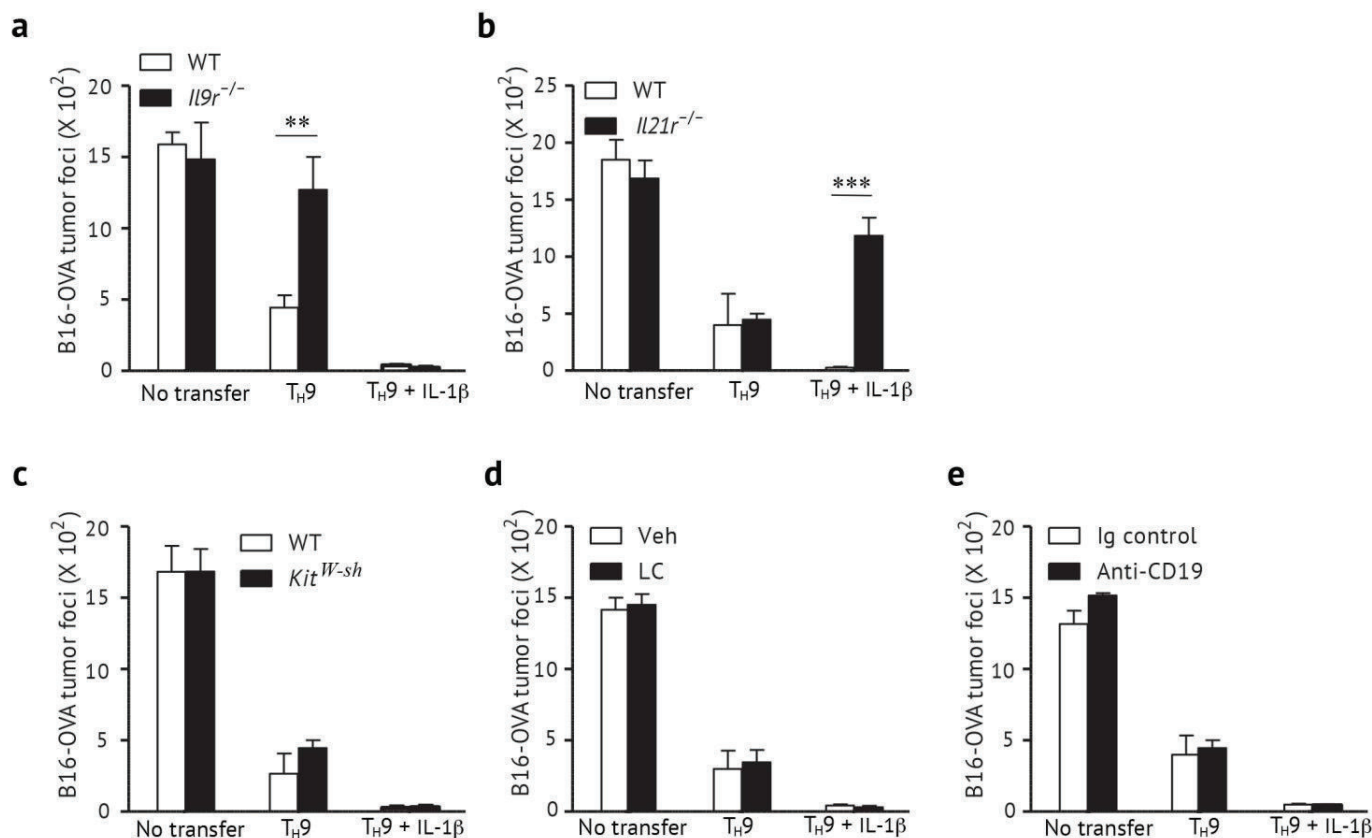 a
WT
Il9r⁻/⁻
B16-OVA tumor foci (X 10²)
20
15
10
5
0
**
No transfer
TH9
TH9 + IL-1β
b
WT
Il21r⁻/⁻
B16-OVA tumor foci (X 10²)
25
20
15
10
5
0
***
No transfer
TH9
TH9 + IL-1β
c
WT
Kit^W-sh
B16-OVA tumor foci (X 10²)
20
15
10
5
0
No transfer
TH9
TH9 + IL-1β
d
Veh
LC
B16-OVA tumor foci (X 10²)
20
15
10
5
0
No transfer
TH9
TH9 + IL-1β
e
Ig control
Anti-CD19
B16-OVA tumor foci (X 10²)
20
15
10
5
0
No transfer
TH9
TH9 + IL-1β